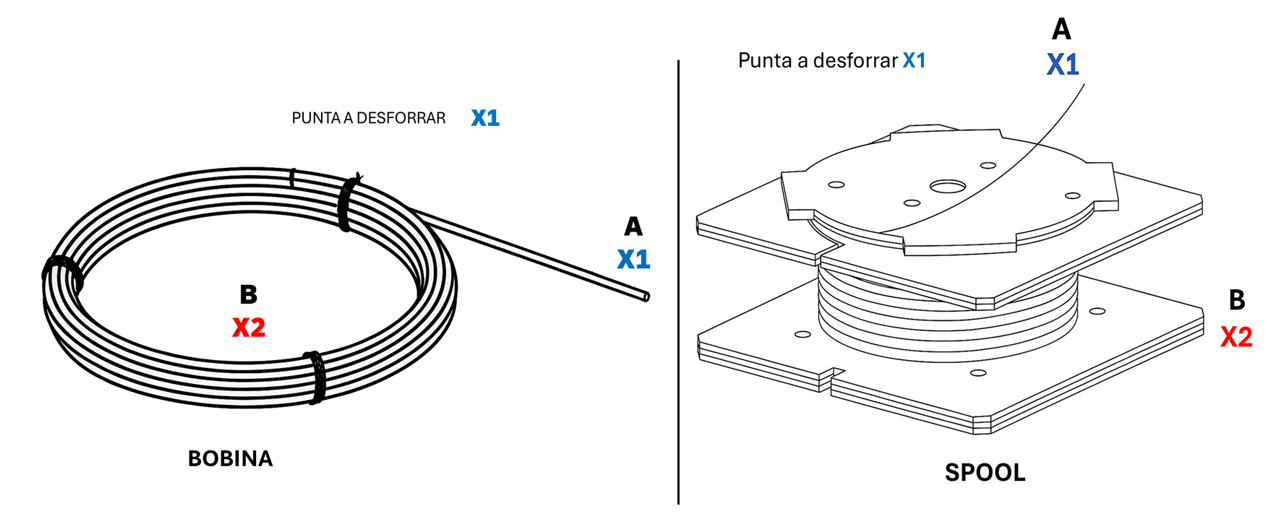 PUNTA A DESFORRAR X1
A
X1
B
X2
BOBINA
A
Punta a desforrar X1
X1
B
X2
SPOOL